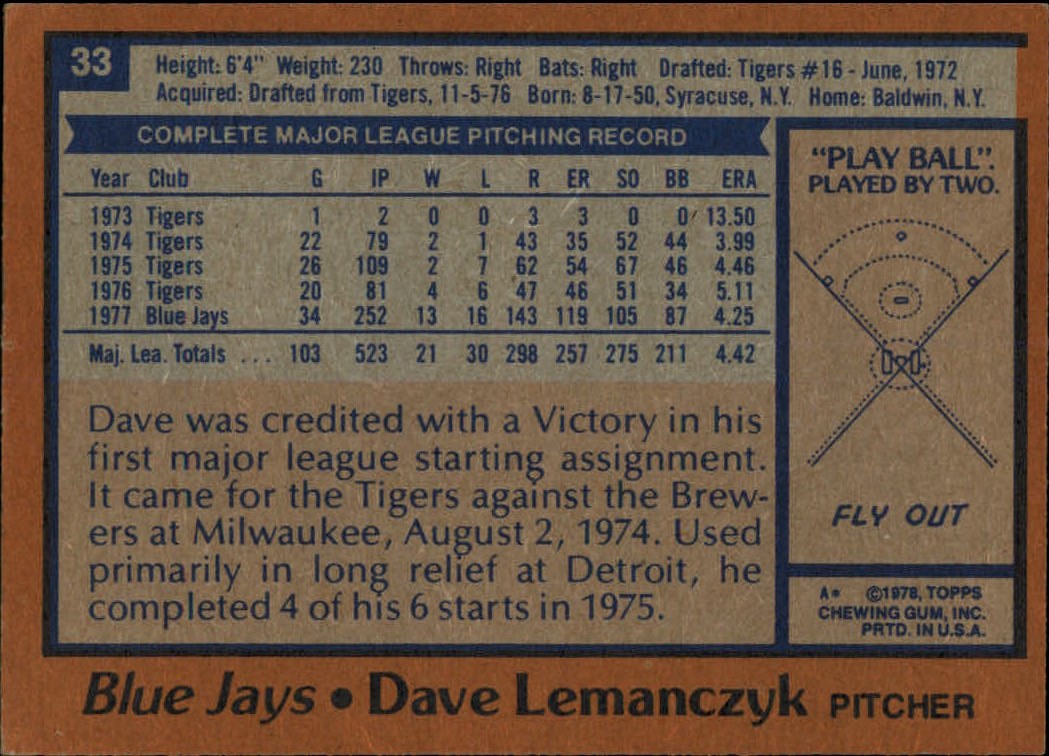 33
Height: 6'4" Weight: 230 Throws: Right Bats: Right Drafted: Tigers #16 - June, 1972
Acquired: Drafted from Tigers, 11-5-76 Born: 8-17-50, Syracuse, N.Y. Home: Baldwin, N.Y.
COMPLETE MAJOR LEAGUE PITCHING RECORD
Year Club G IP W L R ER SO BB ERA
1973 Tigers 1 2 0 0 3 3 0 0 13.50
1974 Tigers 22 79 2 1 43 35 52 44 3.99
1975 Tigers 26 109 2 7 62 54 67 46 4.46
1976 Tigers 20 81 4 6 47 46 51 34 5.11
1977 Blue Jays 34 252 13 16 143 119 105 87 4.25
Maj. Lea. Totals ... 103 523 21 30 298 257 275 211 4.42
Dave was credited with a Victory in his
first major league starting assignment.
It came for the Tigers against the Brew-
ers at Milwaukee, August 2, 1974. Used
primarily in long relief at Detroit, he
completed 4 of his 6 starts in 1975.
"PLAY BALL".
PLAYED BY TWO.
FLY OUT
A* ©1978, TOPPS
CHEWING GUM, INC.
PRTD. IN U.S.A.
Blue Jays • Dave Lemanczyk PITCHER